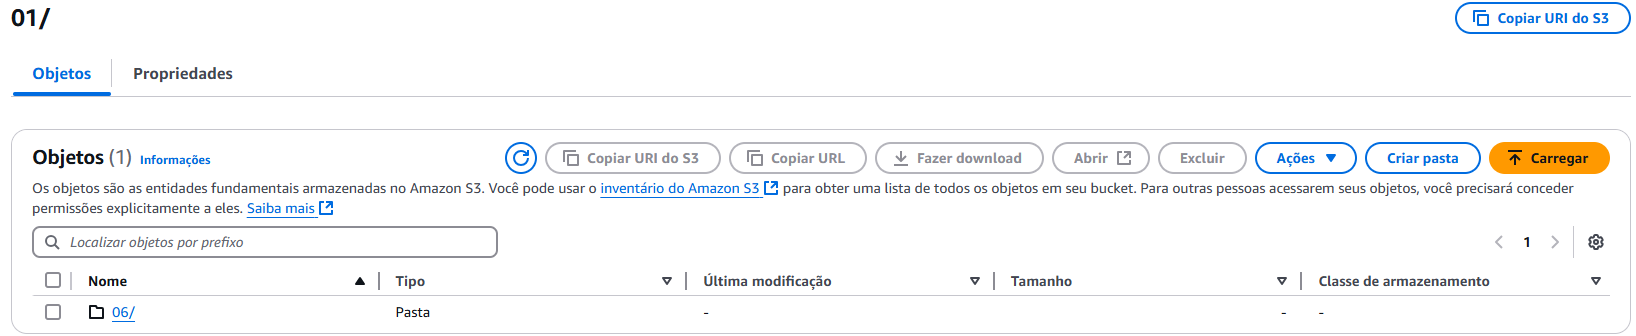 01/
Copiar URI do S3
Objetos
Propriedades
Objetos (1) Informações
Copiar URI do S3
Copiar URL
Fazer download
Abrir
Excluir
Ações
Criar pasta
Carregar
Os objetos são as entidades fundamentais armazenadas no Amazon S3. Você pode usar o inventário do Amazon S3 para obter uma lista de todos os objetos em seu bucket. Para outras pessoas acessarem seus objetos, você precisará conceder
permissões explicitamente a eles. Saiba mais
Localizar objetos por prefixo
1
Nome
Tipo
Última modificação
Tamanho
Classe de armazenamento
06/
Pasta
-
-
-